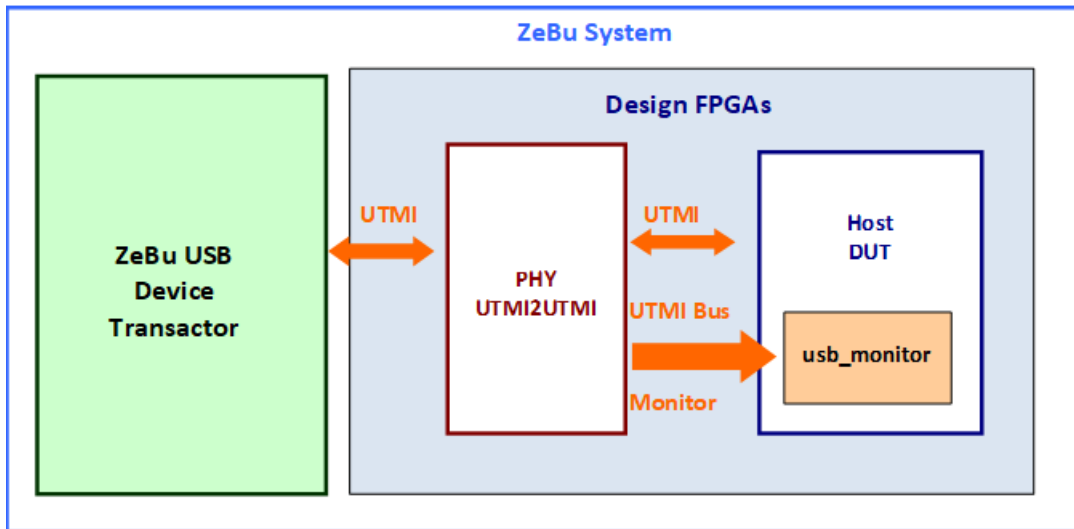 ZeBu System
Design FPGAs
UTMI
UTMI
ZeBu USB
Device
Transactor
PHY
UTMI2UTMI
Host
DUT
UTMI Bus
Monitor
usb_monitor